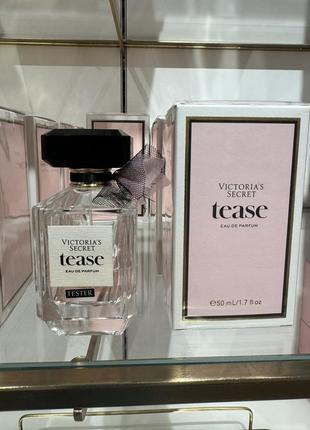 VICTORIA'S
SECRET
tease
EAU DE PARFUM
TESTER
VICTORIA'S
SECRET
tease
EAU DE PARFUM
℮50 mL/1.7 fl oz